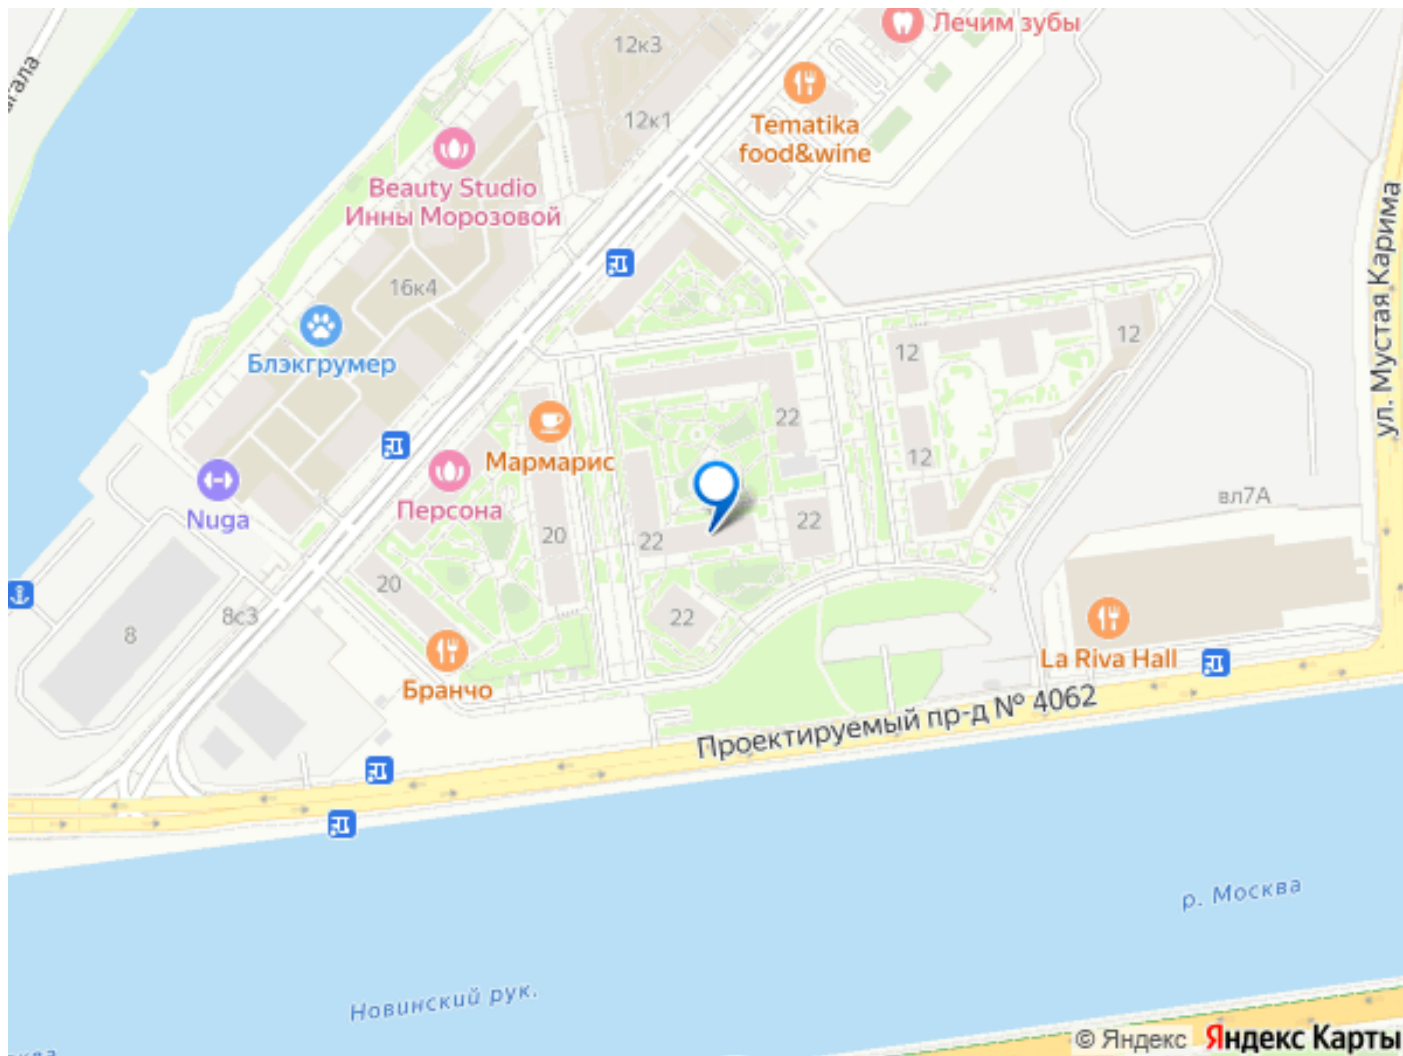 Лечим зубы
12к3
Tematika
food&wine
12к1
Beauty Studio
Инны Морозовой
16к4
Блэкгрумер
12
12
ул. Мустая Карима
22
Мармарис
12
вл7А
Персона
Nuga
22
20
22
20
22
8с3
8
La Riva Hall
Бранчо
Проектируемый пр-д № 4062
р. Москва
Новинский рук.
© Яндекс Яндекс Карты